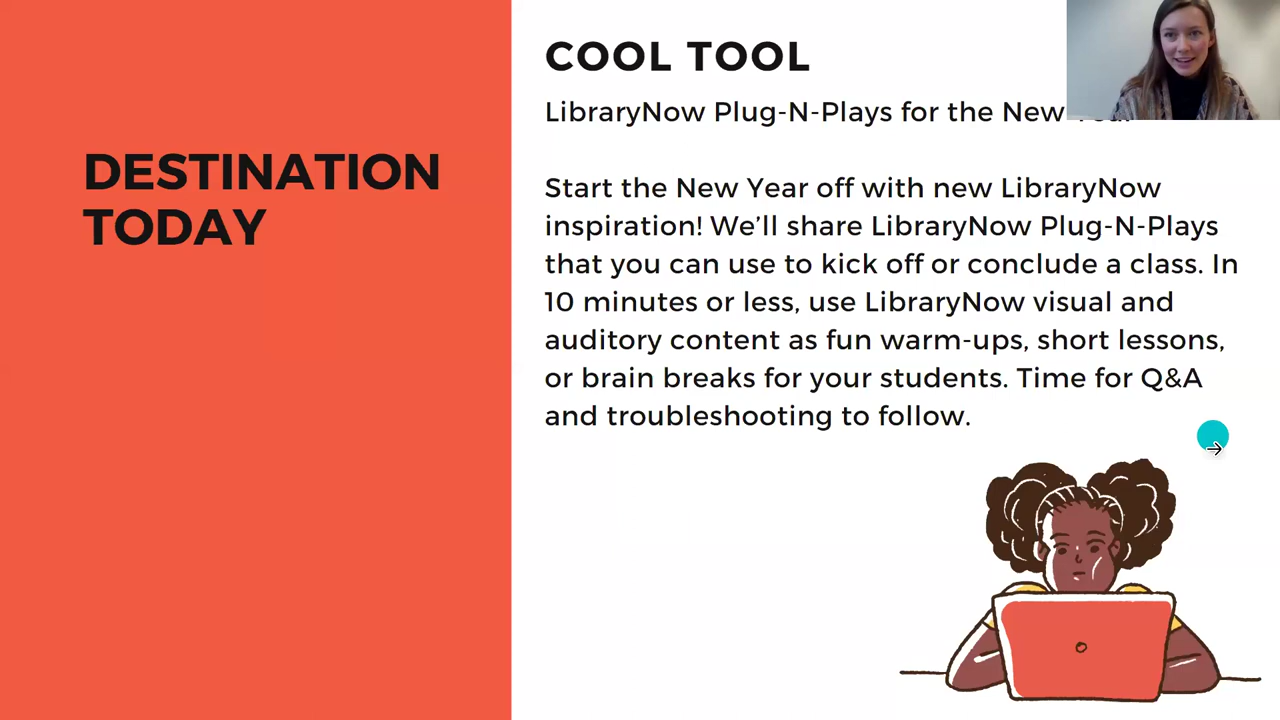 DESTINATION
TODAY
COOL TOOL
LibraryNow Plug-N-Plays for the New
Start the New Year off with new LibraryNow
inspiration! We’ll share LibraryNow Plug-N-Plays
that you can use to kick off or conclude a class. In
10 minutes or less, use LibraryNow visual and
auditory content as fun warm-ups, short lessons,
or brain breaks for your students. Time for Q&A
and troubleshooting to follow.